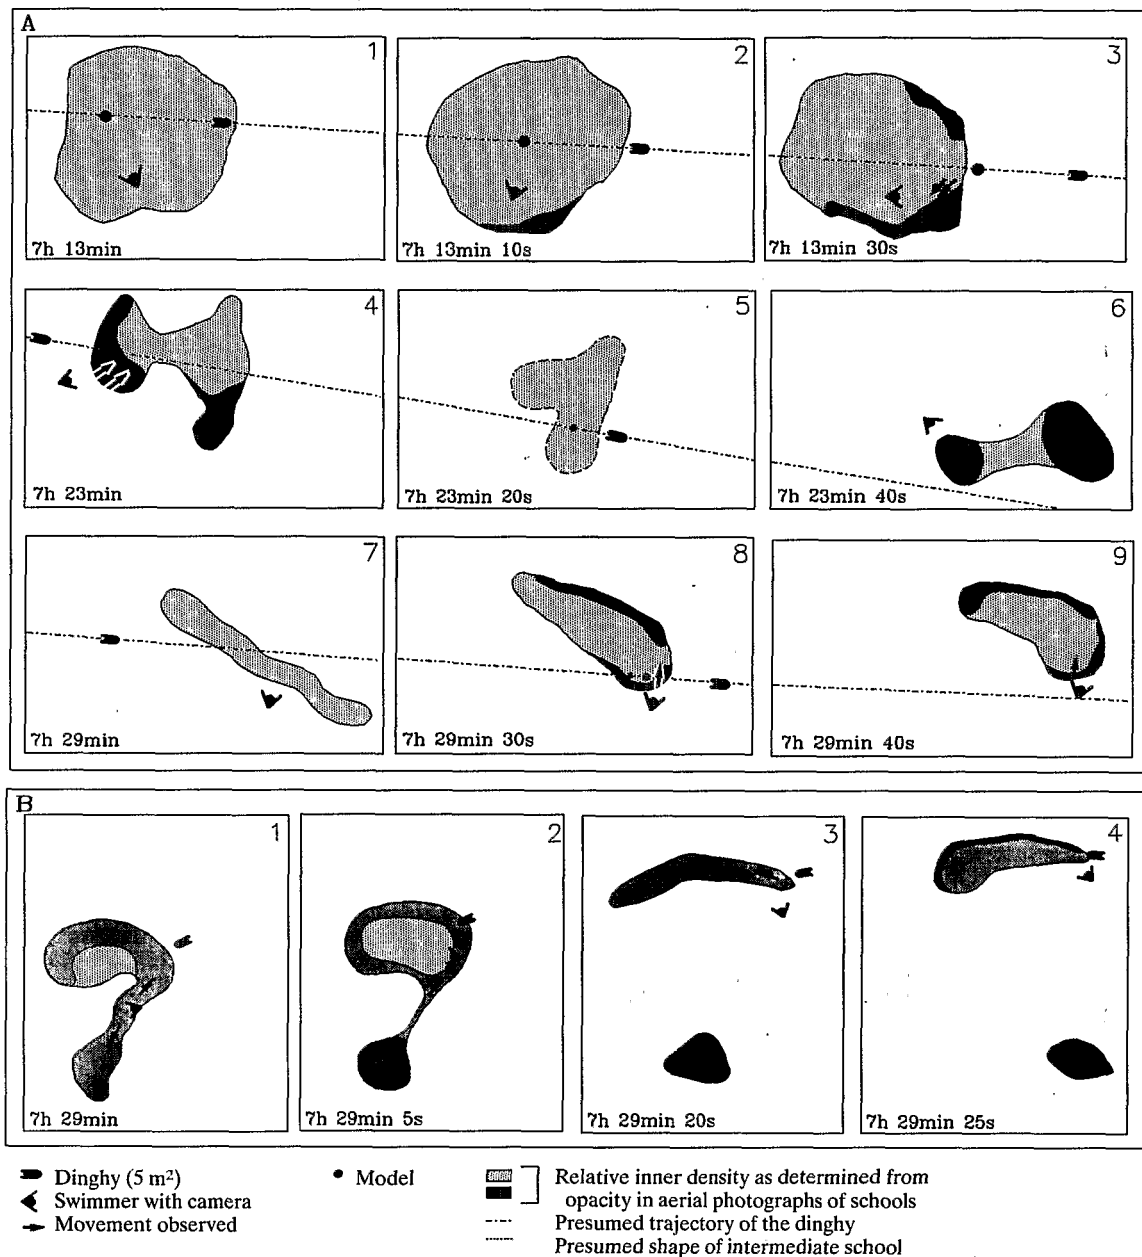 A
1
7h 13min
2
7h 13min 10s
3
7h 13min 30s
4
7h 23min
5
7h 23min 20s
6
7h 23min 40s
7
7h 29min
8
7h 29min 30s
9
7h 29min 40s
B
1
7h 29min
2
7h 29min 5s
3
7h 29min 20s
4
7h 29min 25s
Dinghy (5 m²)
Swimmer with camera
Movement observed
Model
Relative inner density as determined from
opacity in aerial photographs of schools
Presumed trajectory of the dinghy
Presumed shape of intermediate school